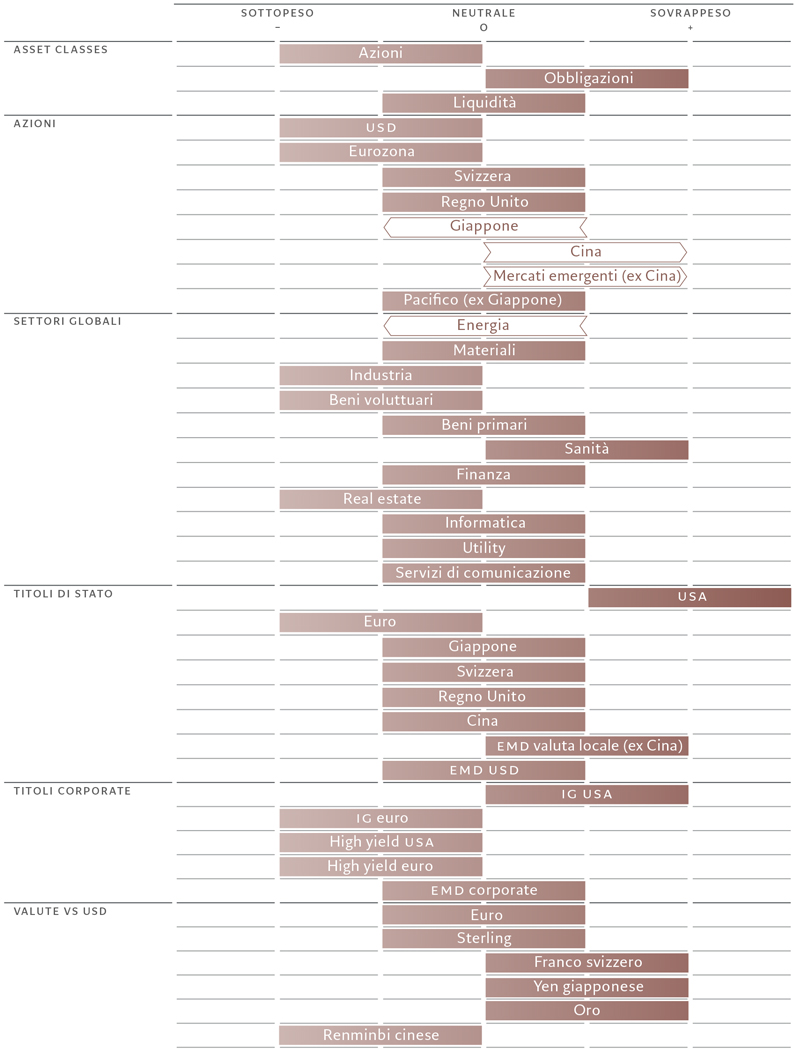 SOTTOPESO NEUTRALE SOVRAPPESO
– O +
ASSET CLASSES
Azioni
Obbligazioni
Liquidità
AZIONI
USD
Eurozona
Svizzera
Regno Unito
Giappone
Cina
Mercati emergenti (ex Cina)
Pacifico (ex Giappone)
SETTORI GLOBALI
Energia
Materiali
Industria
Beni voluttuari
Beni primari
Sanità
Finanza
Real estate
Informatica
Utility
Servizi di comunicazione
TITOLI DI STATO
USA
Euro
Giappone
Svizzera
Regno Unito
Cina
EMD valuta locale (ex Cina)
EMD USD
TITOLI CORPORATE
IG USA
IG euro
High yield USA
High yield euro
EMD corporate
VALUTE VS USD
Euro
Sterling
Franco svizzero
Yen giapponese
Oro
Renminbi cinese